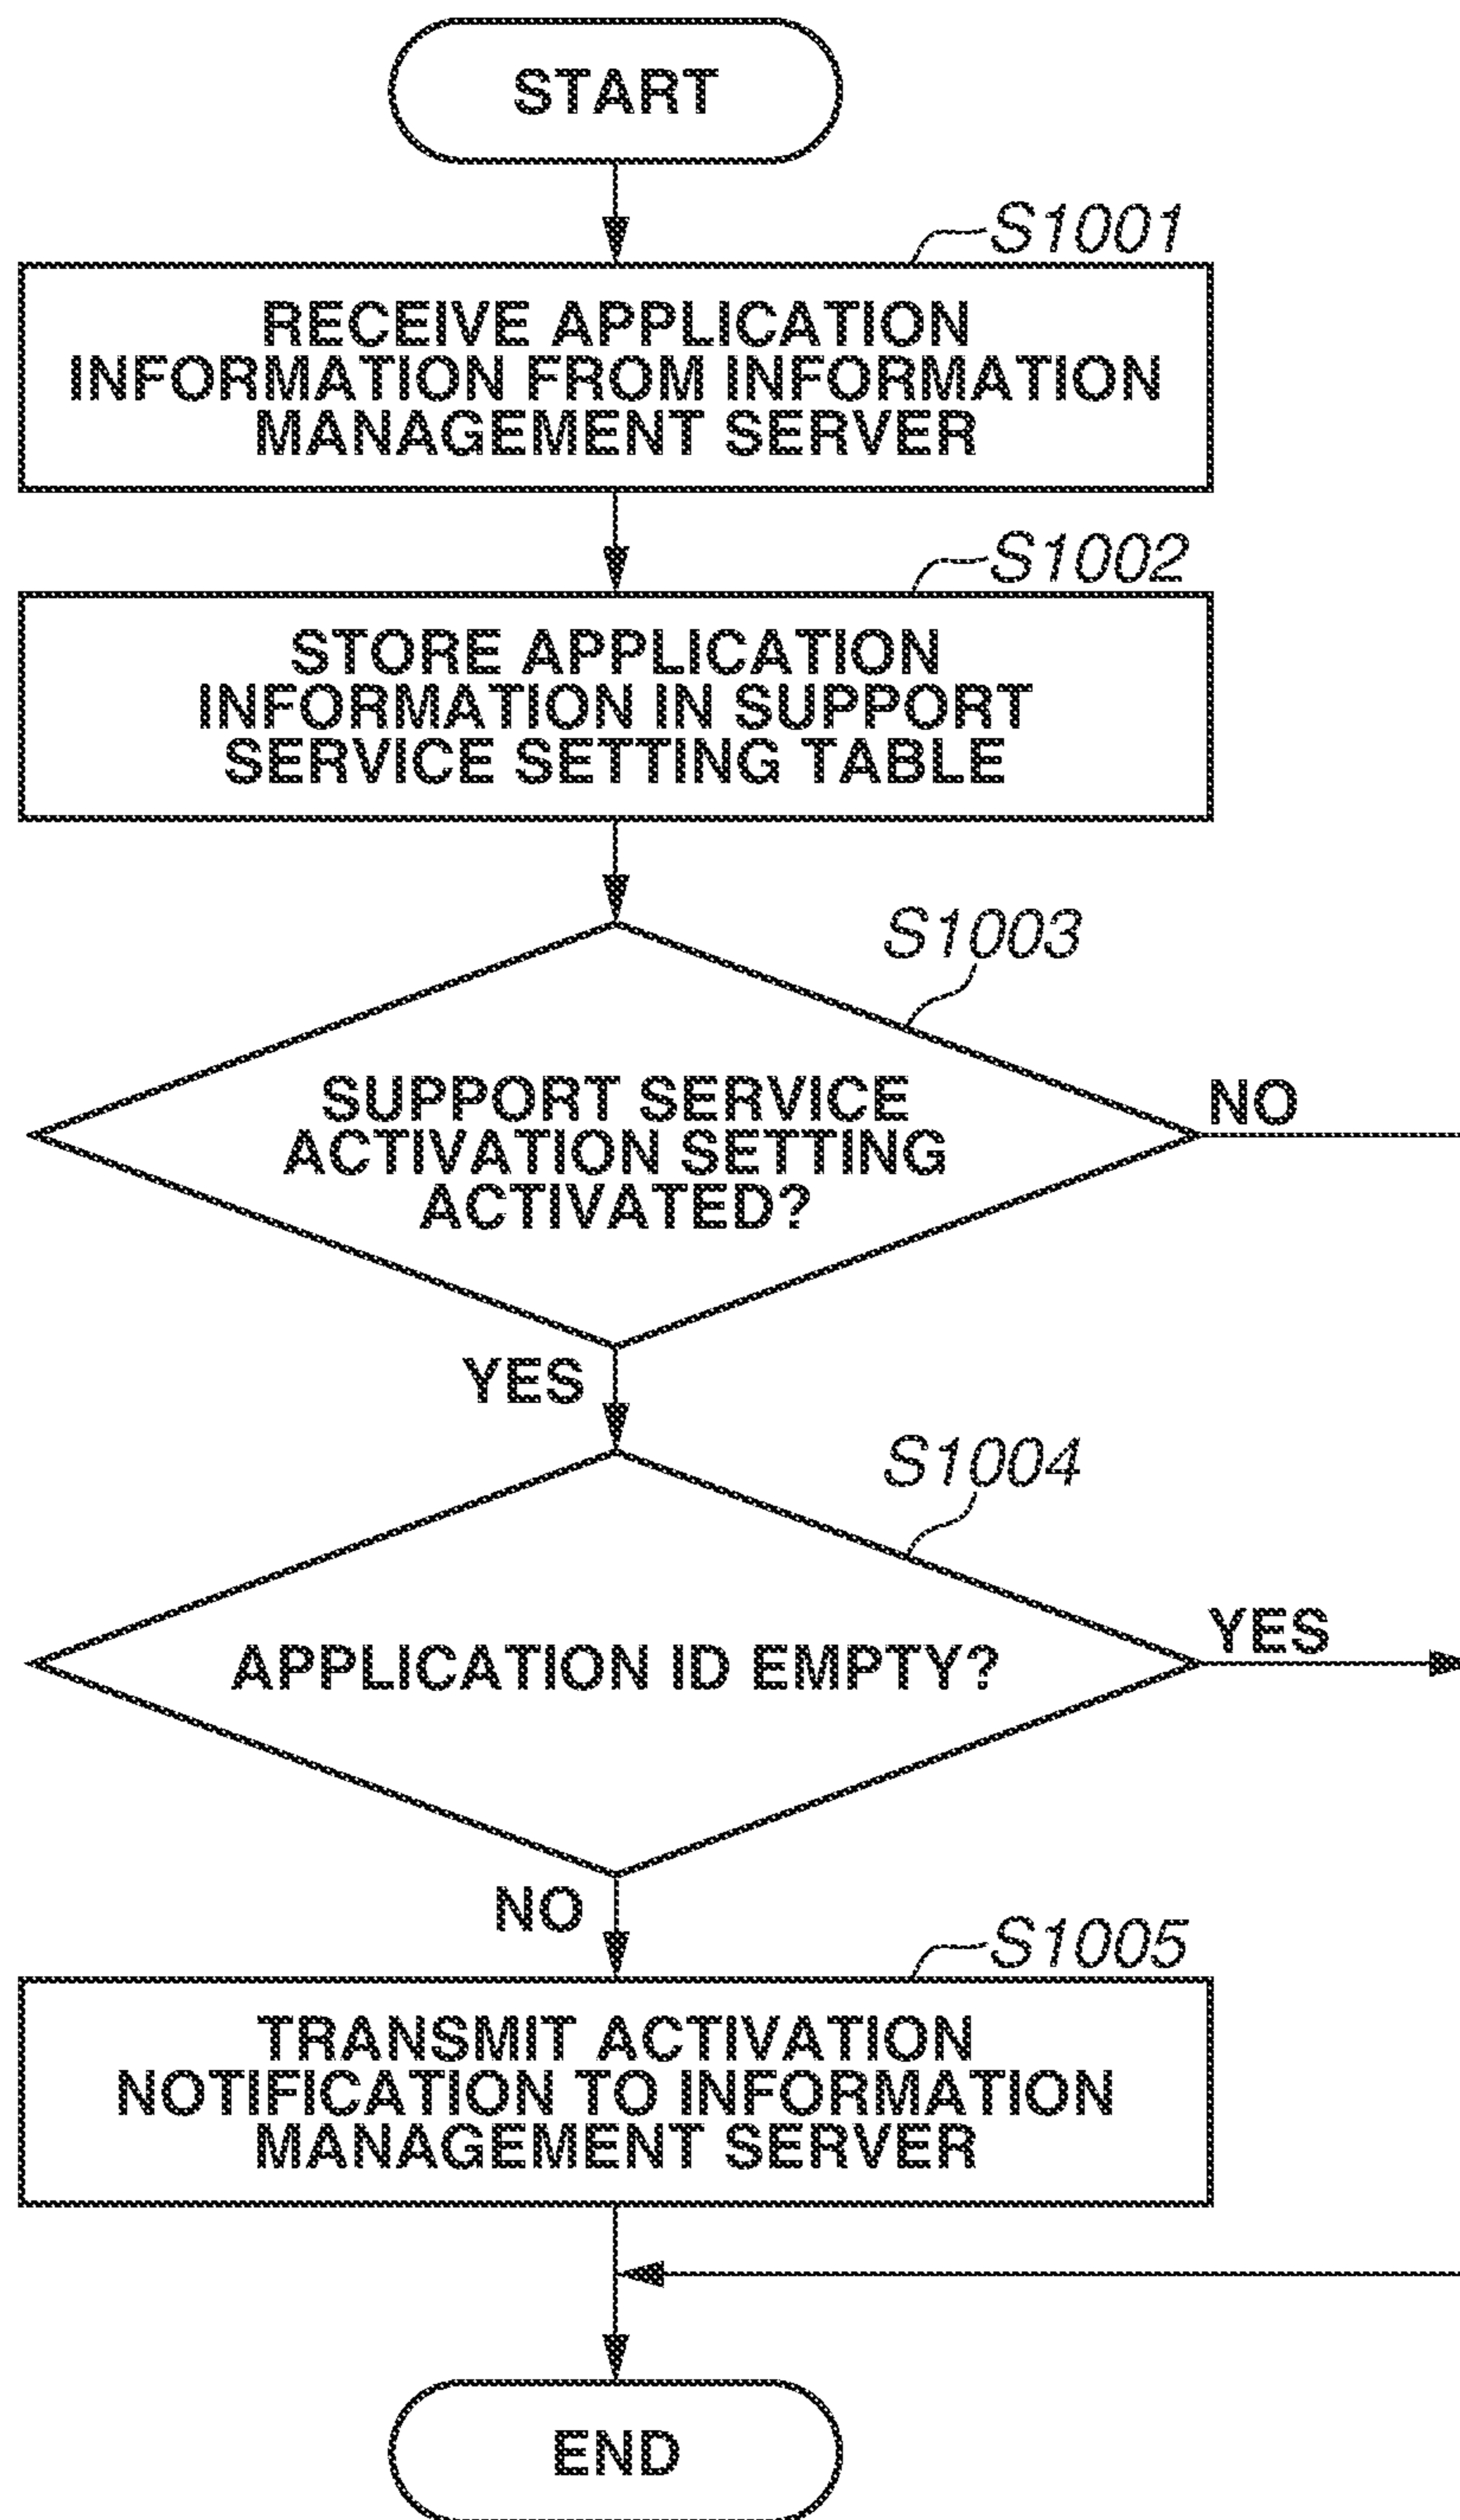 START
S1001
RECEIVE APPLICATION
INFORMATION FROM INFORMATION
MANAGEMENT SERVER
S1002
STORE APPLICATION
INFORMATION IN SUPPORT
SERVICE SETTING TABLE
S1003
SUPPORT SERVICE
ACTIVATION SETTING
ACTIVATED?
NO
YES
S1004
APPLICATION ID EMPTY?
YES
NO
S1005
TRANSMIT ACTIVATION
NOTIFICATION TO INFORMATION
MANAGEMENT SERVER
END